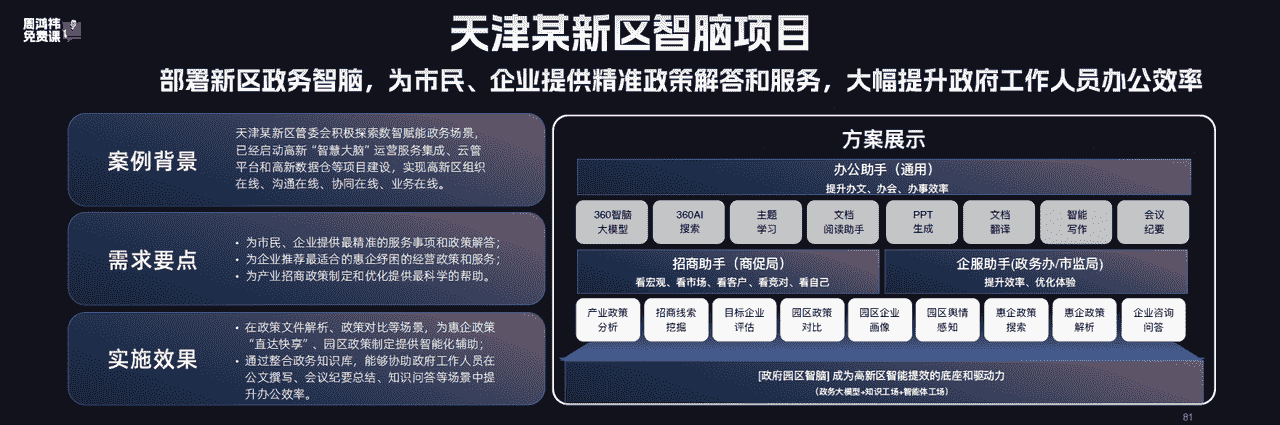 周鸿祎
免费课
天津某新区智脑项目
部署新区政务智脑，为市民、企业提供精准政策解答和服务，大幅提升政府工作人员办公效率
案例背景
天津某新区管委会积极探索数智赋能政务场景，
已经启动高新“智慧大脑”运营服务集成、云管
平台和高新数据仓等项目建设，实现高新区组织
在线、沟通在线、协同在线、业务在线。
需求要点
• 为市民、企业提供最精准的服务事项和政策解答；
• 为企业推荐最适合的惠企纾困的经营政策和服务；
• 为产业招商政策制定和优化提供最科学的帮助。
实施效果
• 在政策文件解析、政策对比等场景，为惠企政策
“直达快享”、园区政策制定提供智能化辅助；
• 通过整合政务知识库，能够协助政府工作人员在
公文撰写、会议纪要总结、知识问答等场景中提
升办公效率。
方案展示
办公助手（通用）
提升办文、办会、办事效率
360智脑
大模型
360AI
搜索
主题
学习
文档
阅读助手
PPT
生成
文档
翻译
智能
写作
会议
纪要
招商助手（商促局）
看宏观、看市场、看客户、看竞对、看自己
企服助手(政务办/市监局)
提升效率、优化体验
产业政策
分析
招商线索
挖掘
目标企业
评估
园区政策
对比
园区企业
画像
园区舆情
感知
惠企政策
搜索
惠企政策
解析
企业咨询
问答
[政府园区智脑] 成为高新区智能提效的底座和驱动力
（政务大模型+知识工场+智能体工场）
81